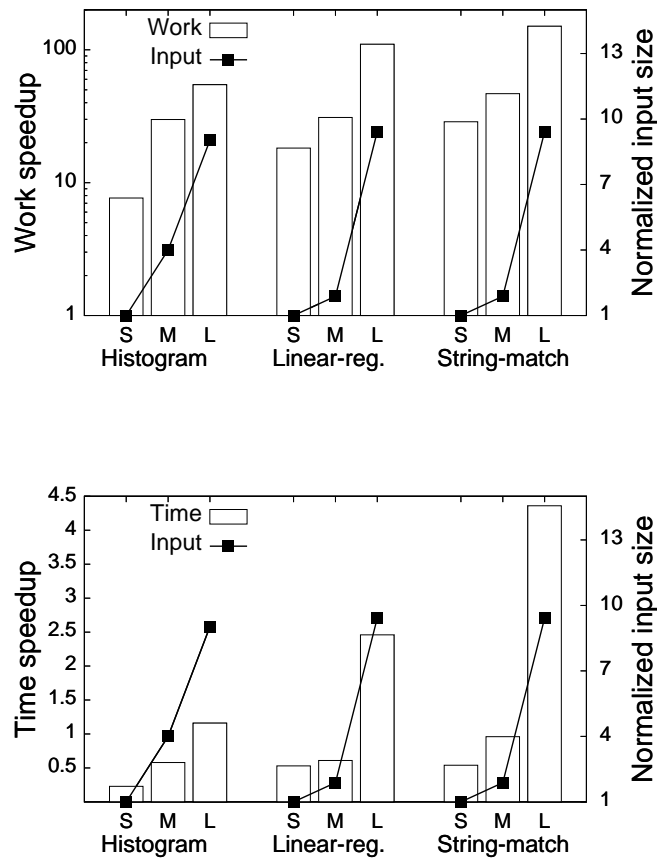 Work
Input
Work speedup
100
10
1
Normalized input size
13
10
7
4
1
S M L S M L S M L
Histogram Linear-reg. String-match
Time
Input
Time speedup
4.5
4
3.5
3
2.5
2
1.5
1
0.5
Normalized input size
13
10
7
4
1
S M L S M L S M L
Histogram Linear-reg. String-match